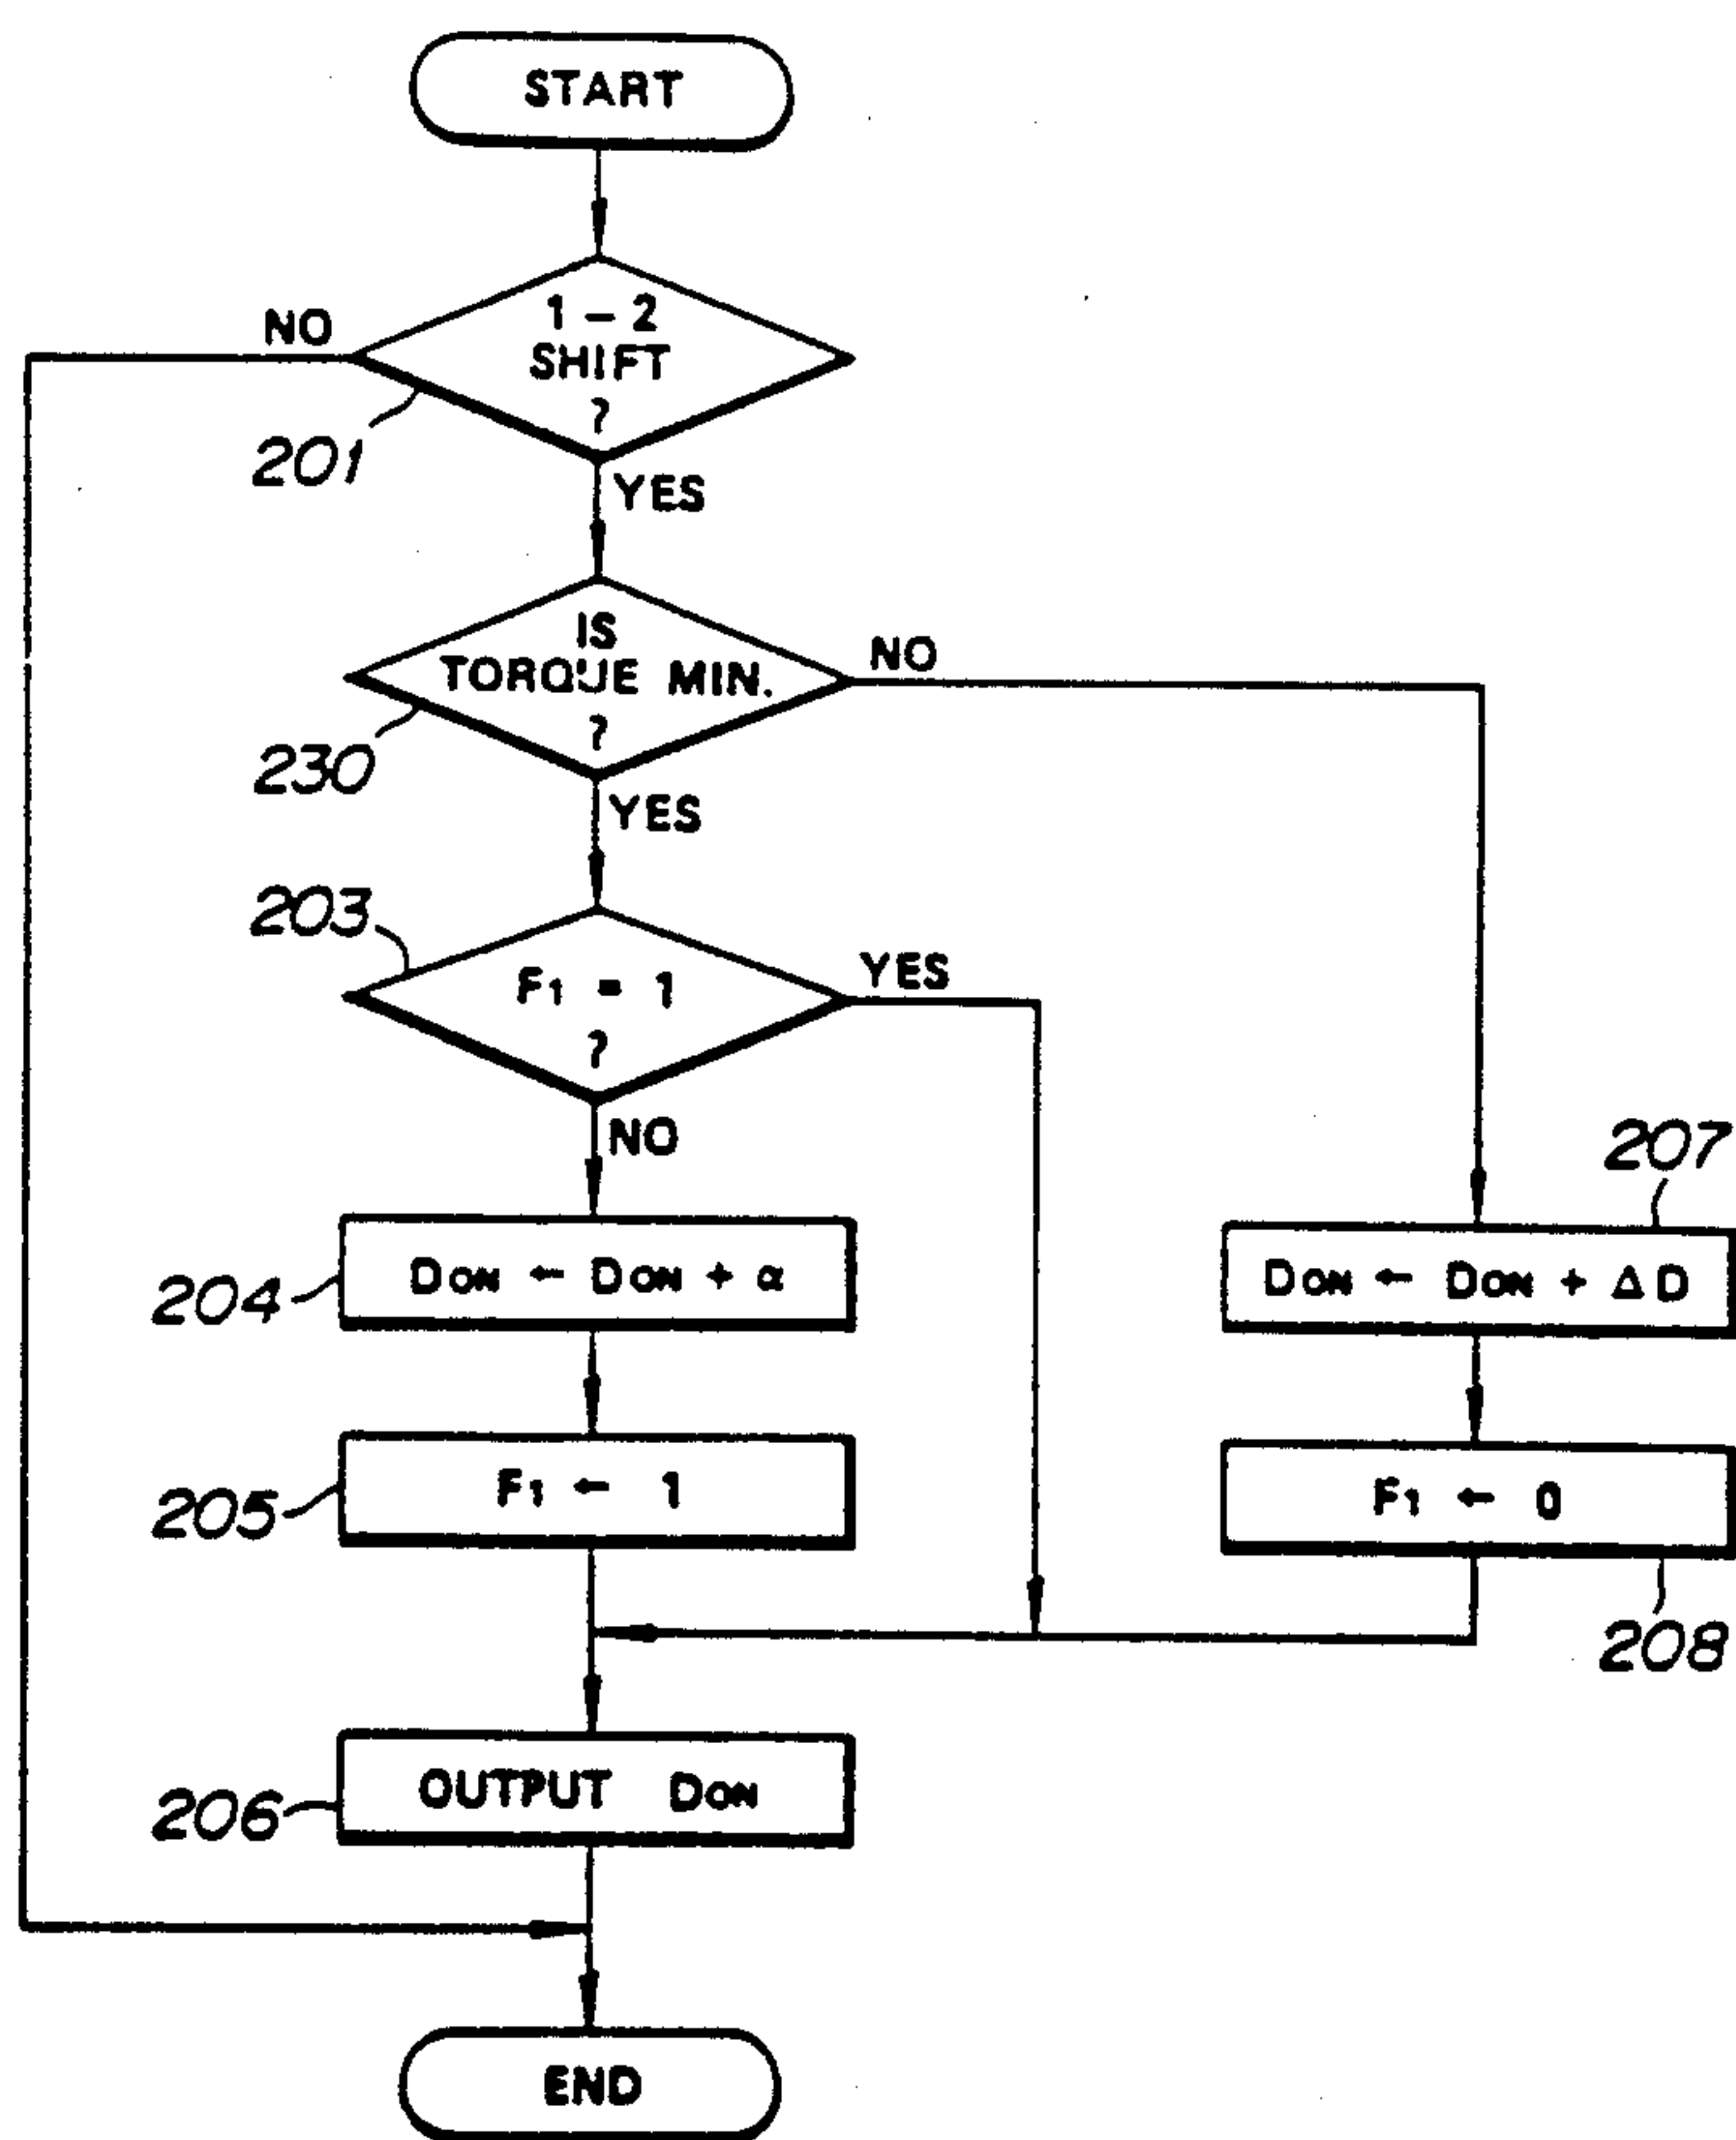 START
1 – 2
SHIFT
?
NO
201
YES
IS
TORQUE MIN.
?
NO
230
YES
203
F1 = 1
?
YES
NO
207
204
DON ← DON + α
DON ← DON + ΔD
205
F1 ← 1
F1 ← 0
208
206
OUTPUT DON
END